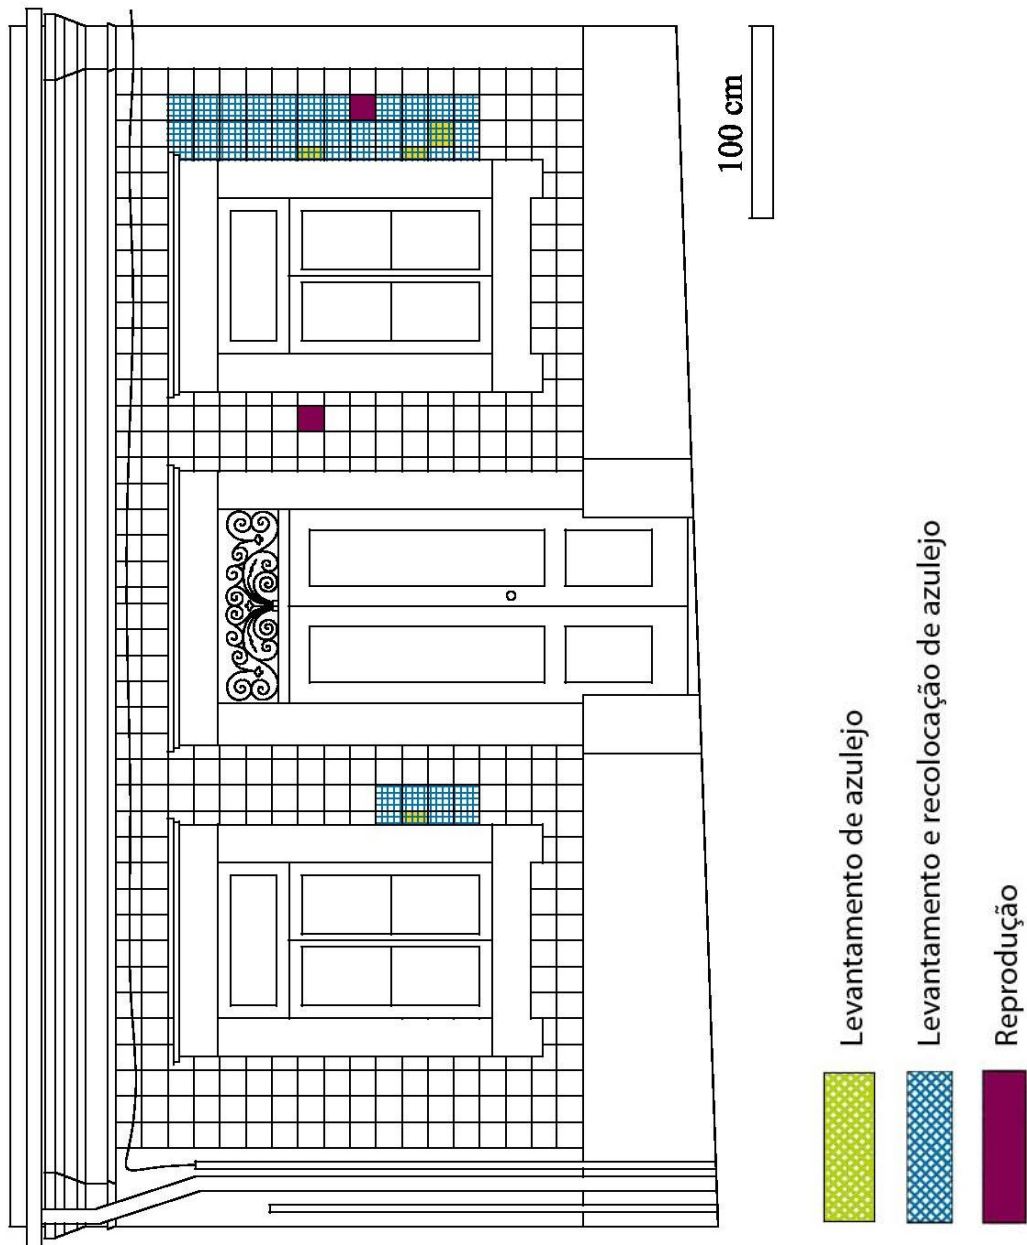 100 cm
Levantamento de azulejo
Levantamento e recolocação de azulejo
Reprodução